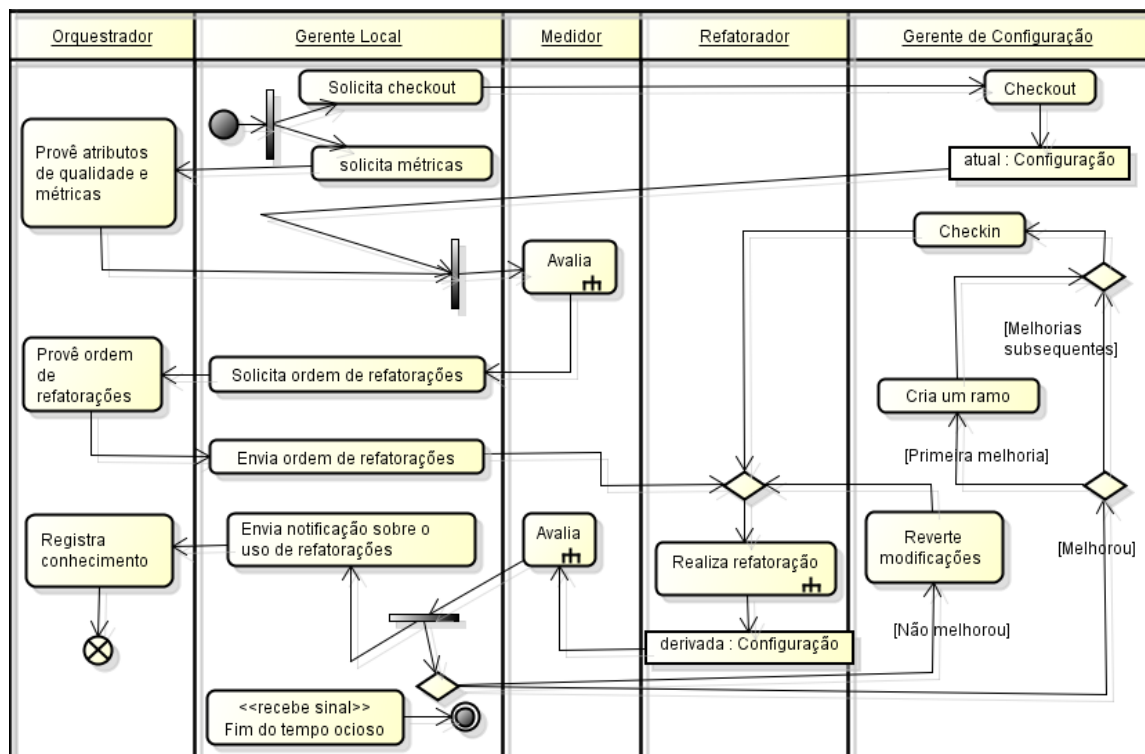 Orquestrador
Gerente Local
Medidor
Refatorador
Gerente de Configuração
Solicita checkout
Checkout
Provê atributos
de qualidade e
métricas
solicita métricas
atual : Configuração
Checkin
Avalia
[Melhorias
subsequentes]
Provê ordem
de
refatorações
Solicita ordem de refatorações
Cria um ramo
Envia ordem de refatorações
[Primeira melhoria]
Registra
conhecimento
Envia notificação sobre o
uso de refatorações
Avalia
Realiza refatoração
Reverte
modificações
[Melhorou]
[Não melhorou]
derivada : Configuração
<<recebe sinal>>
Fim do tempo ocioso